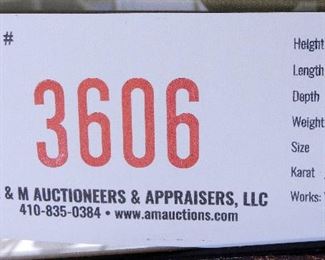 #
3606
& M AUCTIONEERS & APPRAISERS, LLC
410-835-0384 • www.amauctions.com
Height
Length
Depth
Weight
Size
Karat
Works: